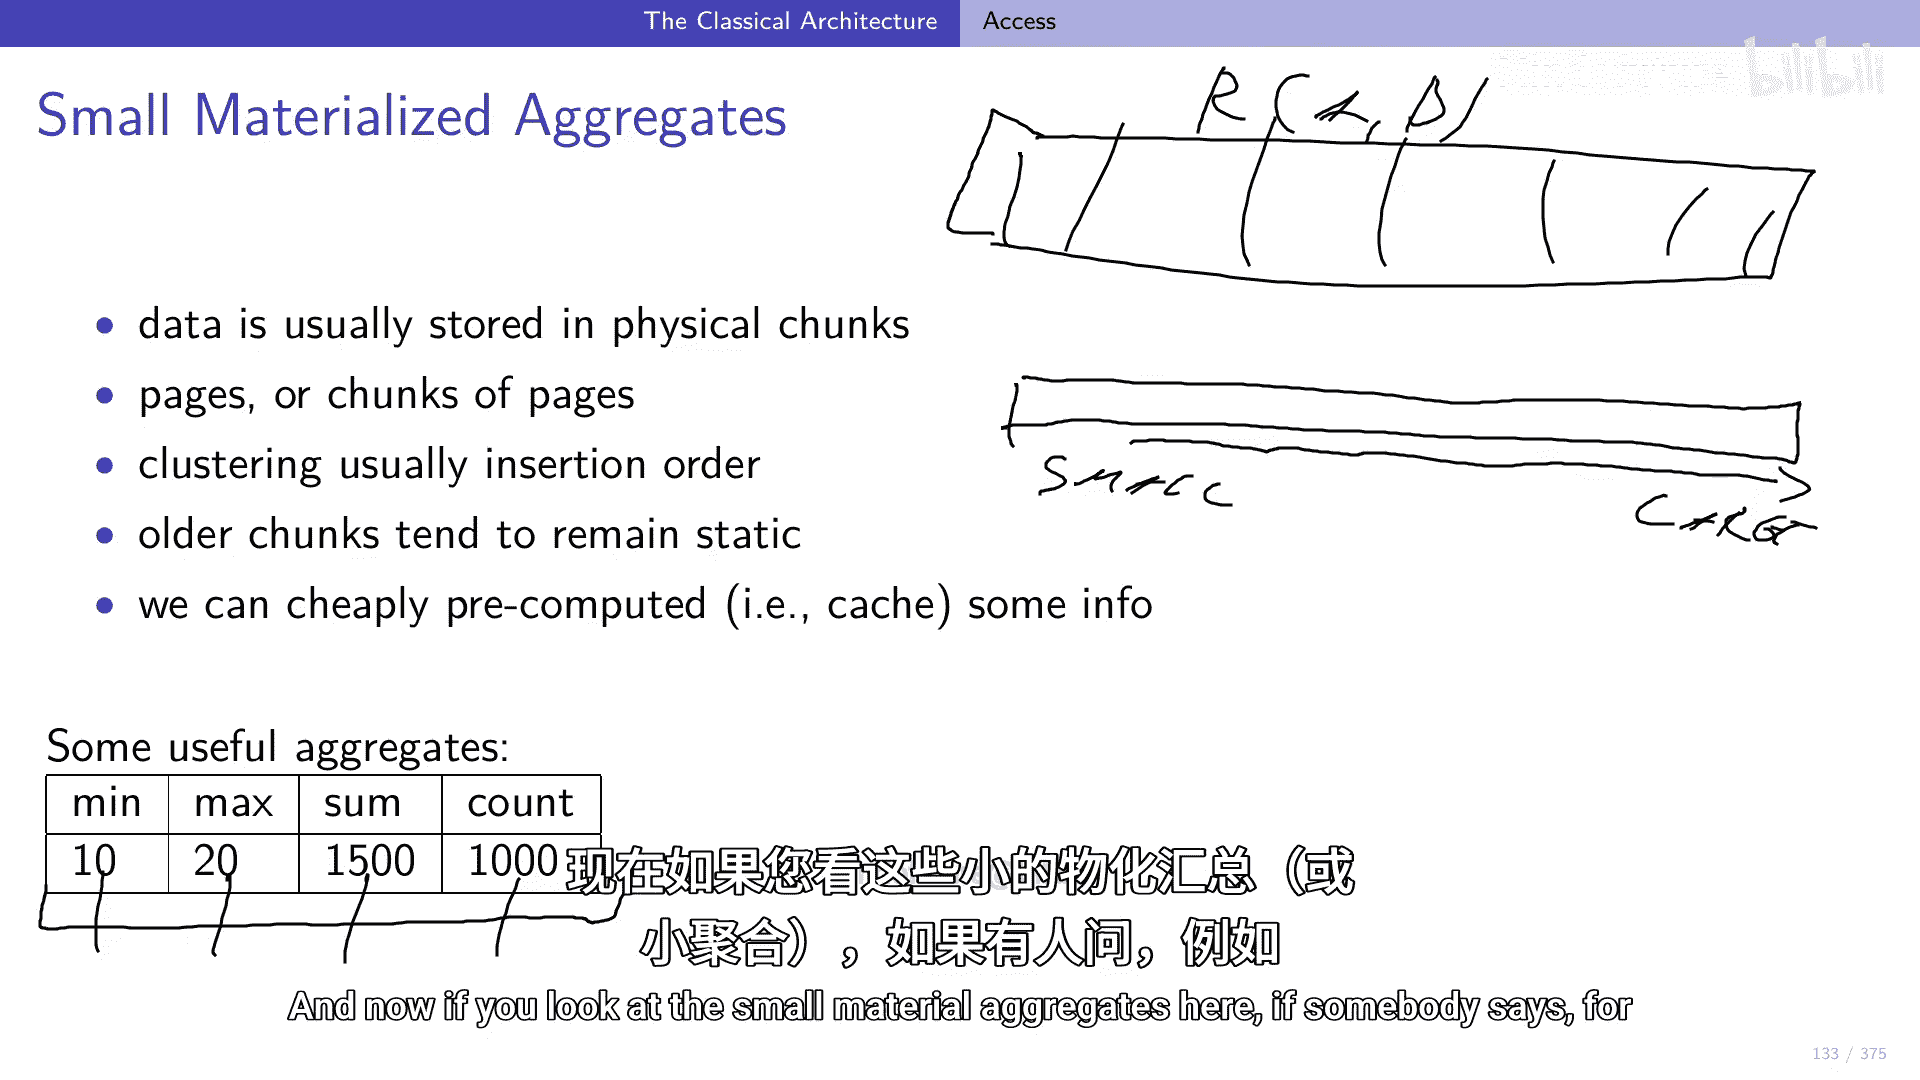 The Classical Architecture Access
bilibili
Small Materialized Aggregates
R(A, B)
• data is usually stored in physical chunks
• pages, or chunks of pages
• clustering usually insertion order
SMALL
LARGE
• older chunks tend to remain static
• we can cheaply pre-computed (i.e., cache) some info
Some useful aggregates:
min max sum count
10 20 1500 1000
现在如果您看这些小的物化汇总（或
小聚合），如果有人问，例如
And now if you look at the small material aggregates here, if somebody says, for
133 / 375